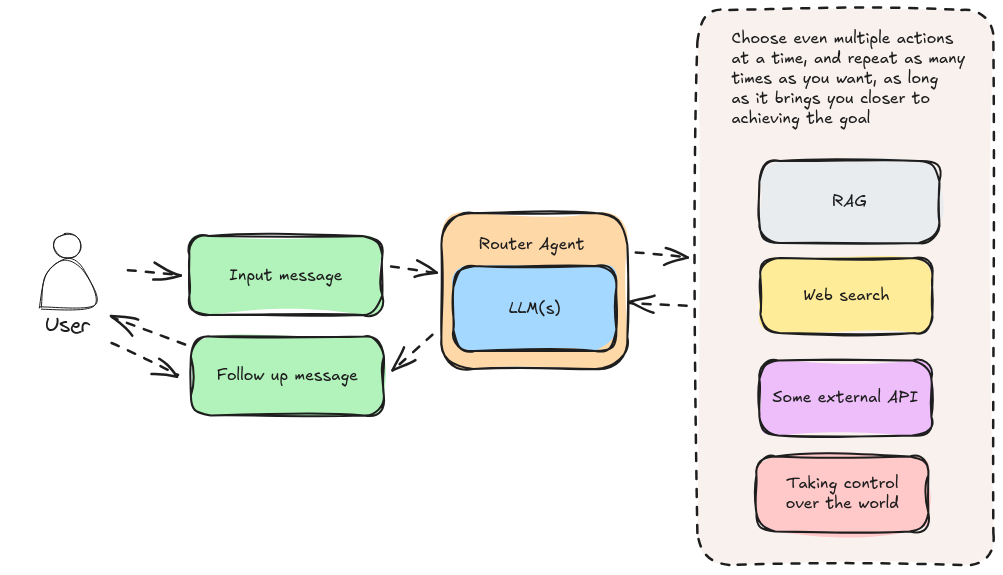 Choose even multiple actions
at a time, and repeat as many
times as you want, as long
as it brings you closer to
achieving the goal
RAG
Router Agent
Input message
LLM(s)
Web search
User
Follow up message
Some external API
Taking control
over the world